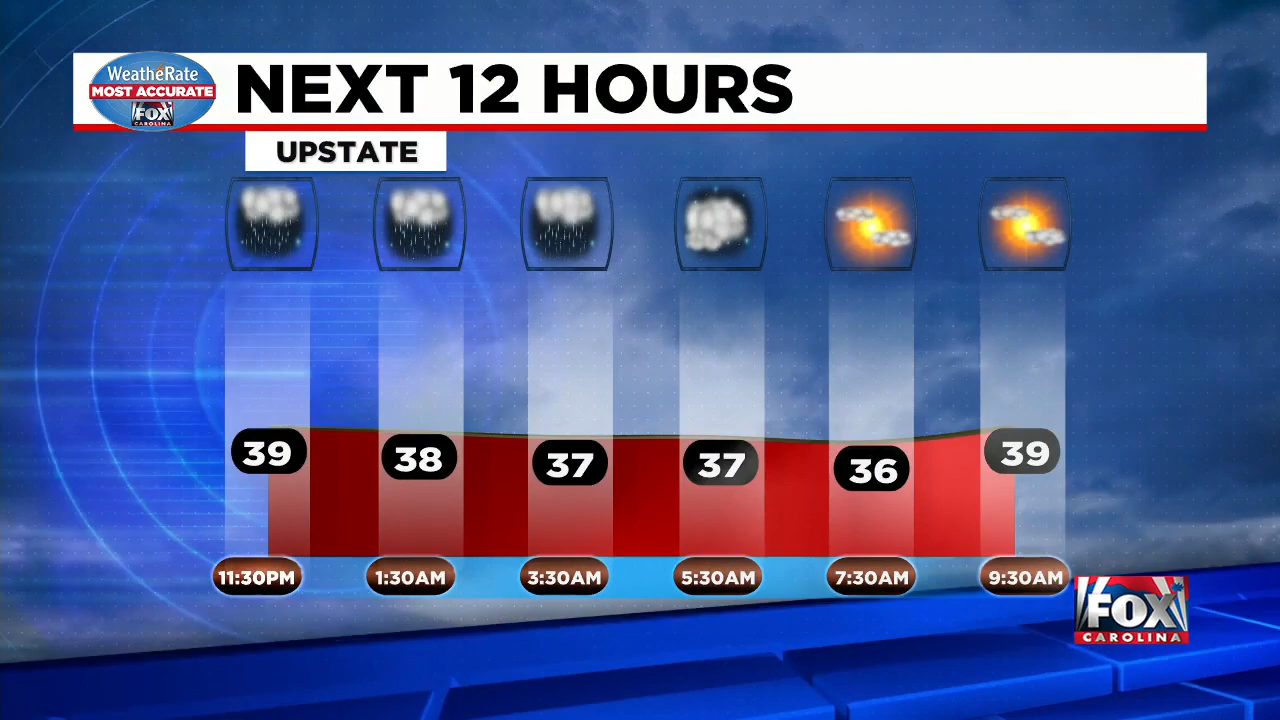 WeatheRate
MOST ACCURATE
FOX
CAROLINA
NEXT 12 HOURS
UPSTATE
39
38
37
37
36
39
11:30PM
1:30AM
3:30AM
5:30AM
7:30AM
9:30AM
FOX
CAROLINA